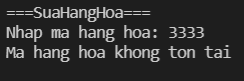 ===SuaHangHoa===
Nhap ma hang hoa: 3333
Ma hang hoa khong ton tai